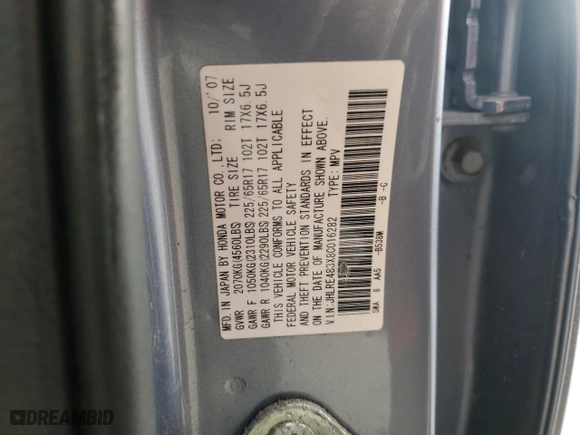 MFD. IN JAPAN BY HONDA MOTOR CO., LTD: 10/'07
GVWR 2070KG(4560LBS) TIRE SIZE RIM SIZE
GAWR F 1050KG(2310LBS) 225/65R17 102T 17X6.5J
GAWR R 1040KG(2290LBS) 225/65R17 102T 17X6.5J
THIS VEHICLE CONFORMS TO ALL APPLICABLE
FEDERAL MOTOR VEHICLE SAFETY
AND THEFT PREVENTION STANDARDS IN EFFECT
ON THE DATE OF MANUFACTURE SHOWN ABOVE.
V.I.N:JHLRE483X8C016282 TYPE: MPV
SWA 8 AA5 -B538M -B -C
DREAMBID